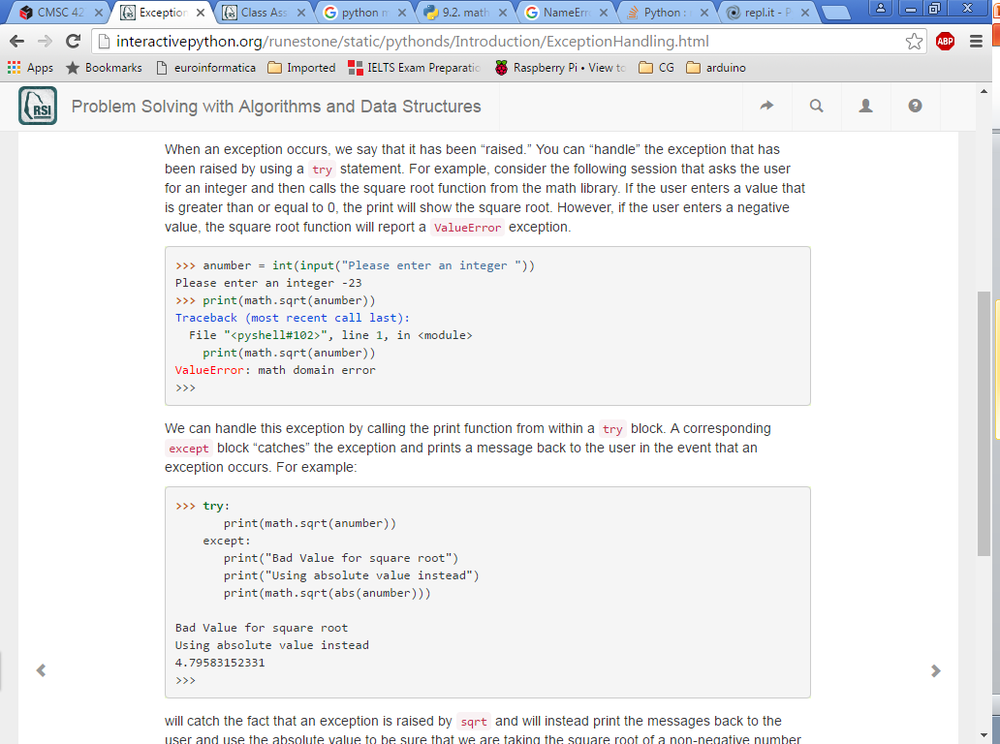 CMSC 42
Exception
Class Ass
python m
9.2. math
NameErr
Python :
repl.it - P
interactivepython.org/runestone/static/pythonds/Introduction/ExceptionHandling.html
ABP
Apps Bookmarks euroinformatica Imported IELTS Exam Preparatio Raspberry Pi • View to CG arduino
RSI
Problem Solving with Algorithms and Data Structures
When an exception occurs, we say that it has been “raised.” You can “handle” the exception that has
been raised by using a try statement. For example, consider the following session that asks the user
for an integer and then calls the square root function from the math library. If the user enters a value that
is greater than or equal to 0, the print will show the square root. However, if the user enters a negative
value, the square root function will report a ValueError exception.
>>> anumber = int(input("Please enter an integer "))
Please enter an integer -23
>>> print(math.sqrt(anumber))
Traceback (most recent call last):
  File "<pyshell#102>", line 1, in <module>
    print(math.sqrt(anumber))
ValueError: math domain error
>>>
We can handle this exception by calling the print function from within a try block. A corresponding
except block “catches” the exception and prints a message back to the user in the event that an
exception occurs. For example:
>>> try:
       print(math.sqrt(anumber))
    except:
       print("Bad Value for square root")
       print("Using absolute value instead")
       print(math.sqrt(abs(anumber)))
Bad Value for square root
Using absolute value instead
4.79583152331
>>>
will catch the fact that an exception is raised by sqrt and will instead print the messages back to the
user and use the absolute value to be sure that we are taking the square root of a non-negative number